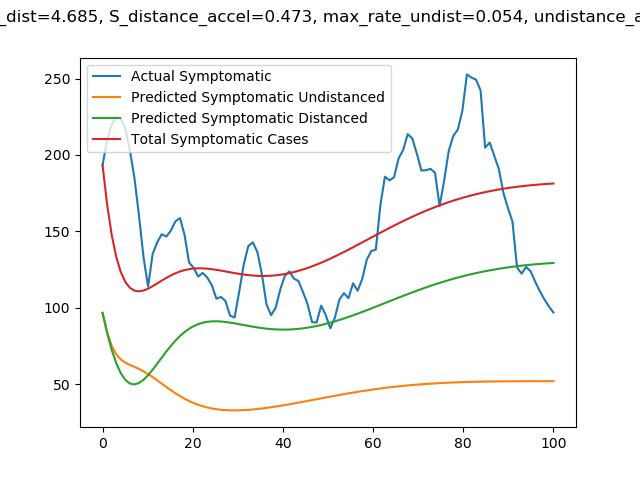 _dist=4.685, S_distance_accel=0.473, max_rate_undist=0.054, undistance_a
Actual Symptomatic
Predicted Symptomatic Undistanced
Predicted Symptomatic Distanced
Total Symptomatic Cases
250
200
150
100
50
0 20 40 60 80 100